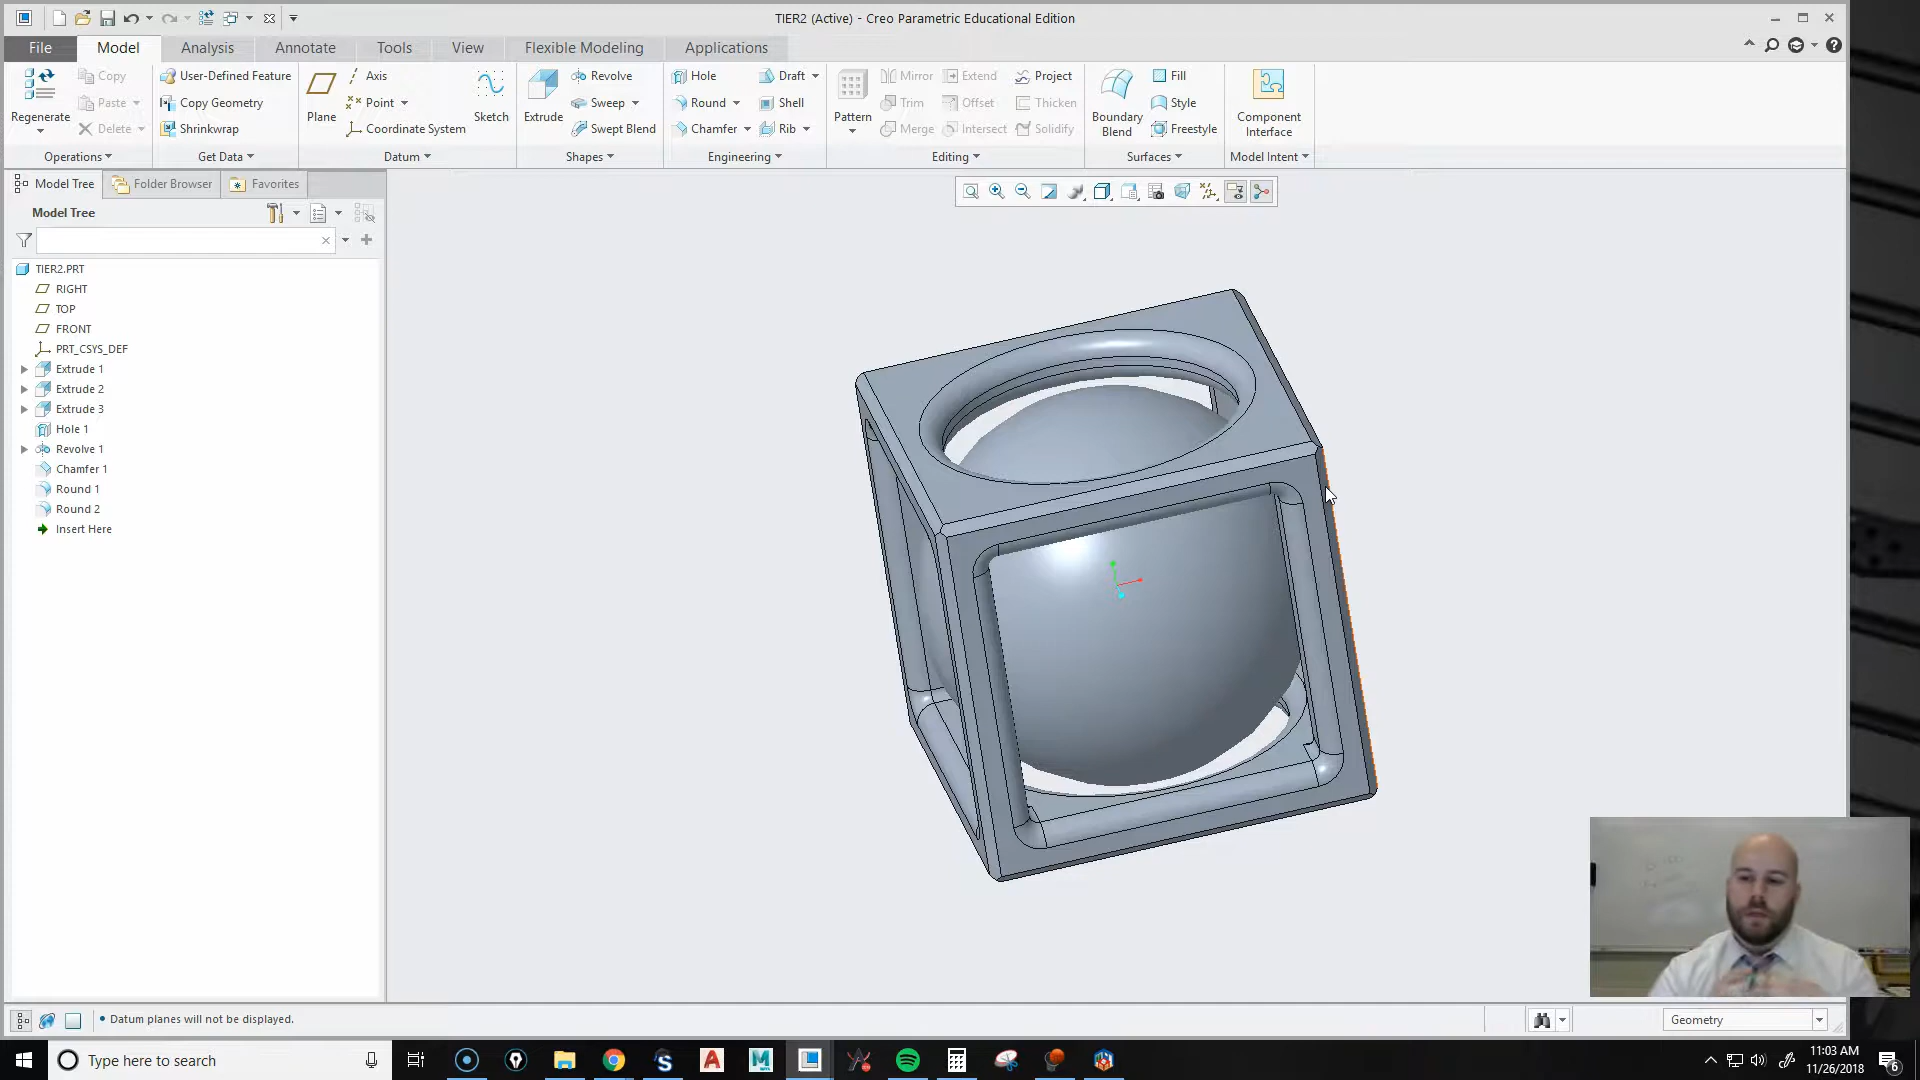 TIER2 (Active) - Creo Parametric Educational Edition
File Model Analysis Annotate Tools View Flexible Modeling Applications
Regenerate
Copy
Paste
Delete
Operations
User-Defined Feature
Copy Geometry
Shrinkwrap
Get Data
Plane
Axis
Point
Coordinate System
Sketch
Datum
Extrude
Revolve
Sweep
Swept Blend
Shapes
Hole
Round
Chamfer
Draft
Shell
Rib
Engineering
Pattern
Mirror
Trim
Merge
Extend
Offset
Intersect
Project
Thicken
Solidify
Editing
Boundary
Blend
Fill
Style
Freestyle
Surfaces
Component
Interface
Model Intent
Model Tree Folder Browser Favorites
Model Tree
TIER2.PRT
RIGHT
TOP
FRONT
PRT_CSYS_DEF
Extrude 1
Extrude 2
Extrude 3
Hole 1
Revolve 1
Chamfer 1
Round 1
Round 2
Insert Here
Datum planes will not be displayed.
Geometry
Type here to search
11:03 AM
11/26/2018
6